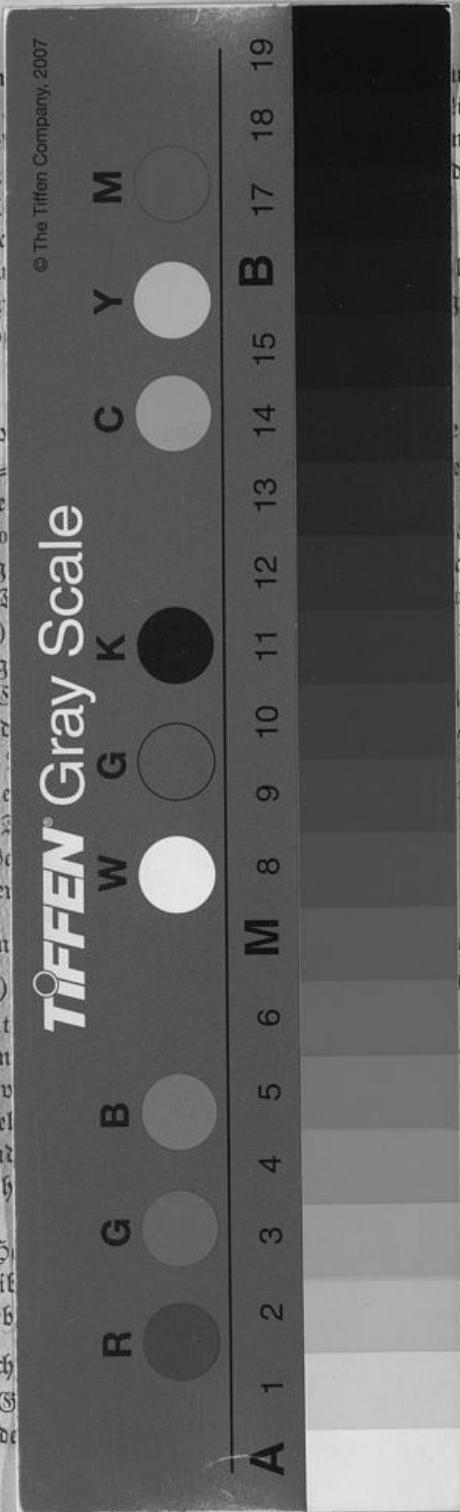 © The Tiffen Company, 2007
TIFFEN® Gray Scale
R G B W G K C Y M
A 1 2 3 4 5 6 M 8 9 10 11 12 13 14 15 B 17 18 19